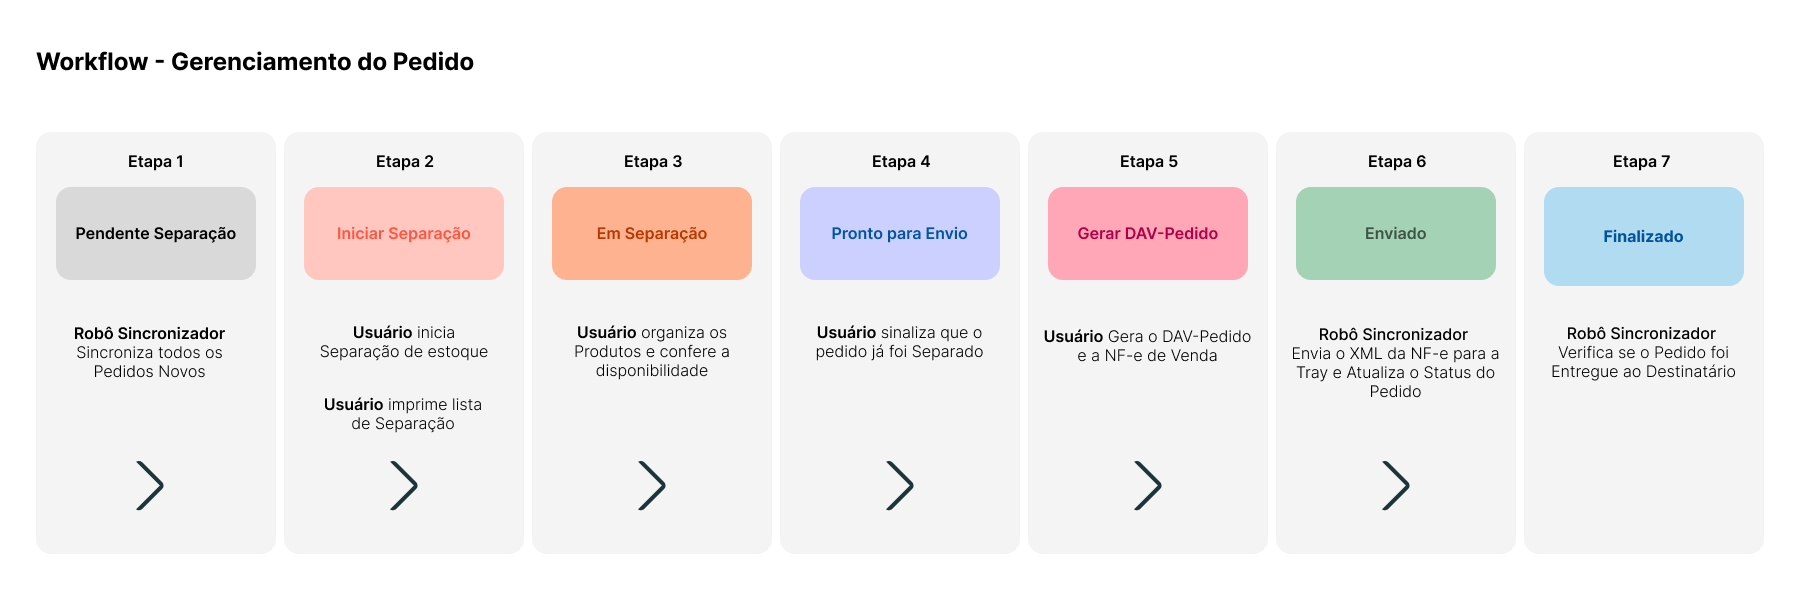 Workflow - Gerenciamento do Pedido
Etapa 1
Pendente Separação
Robô Sincronizador
Sincroniza todos os
Pedidos Novos
Etapa 2
Iniciar Separação
Usuário inicia
Separação de estoque
Usuário imprime lista
de Separação
Etapa 3
Em Separação
Usuário organiza os
Produtos e confere a
disponibilidade
Etapa 4
Pronto para Envio
Usuário sinaliza que o
pedido já foi Separado
Etapa 5
Gerar DAV-Pedido
Usuário Gera o DAV-Pedido
e a NF-e de Venda
Etapa 6
Enviado
Robô Sincronizador
Envia o XML da NF-e para a
Tray e Atualiza o Status do
Pedido
Etapa 7
Finalizado
Robô Sincronizador
Verifica se o Pedido foi
Entregue ao Destinatário